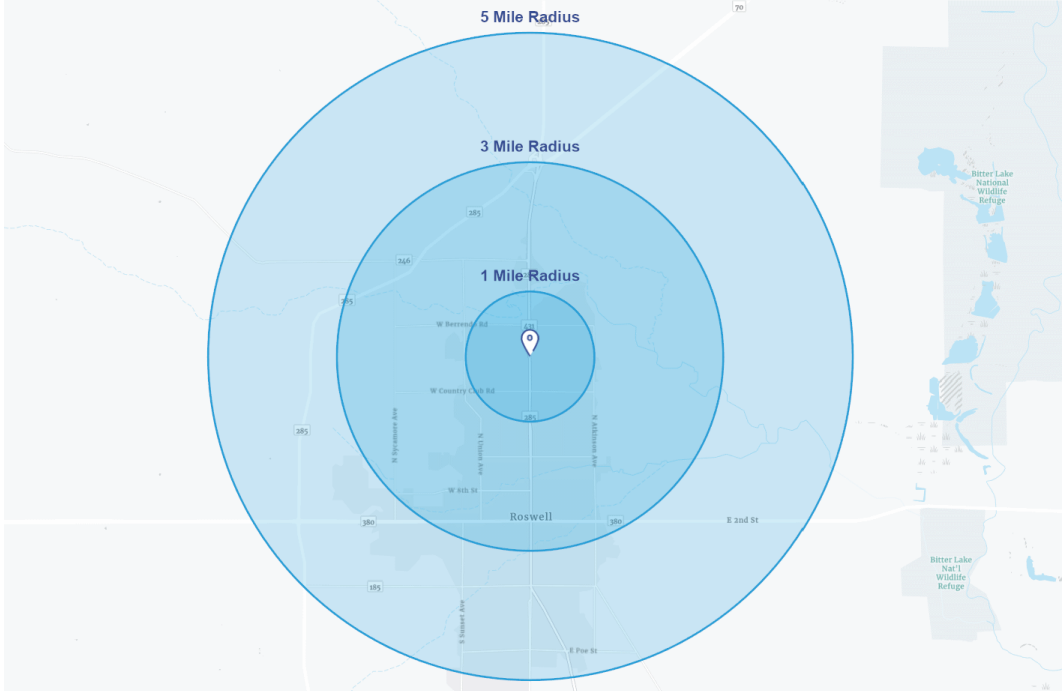 5 Mile Radius
70
285
3 Mile Radius
Bitter Lake
National
Wildlife
Refuge
285
246
1 Mile Radius
285
W Berrendo Rd
W Country Club Rd
N Sycamore Ave
285
285
N Union Ave
N Atkinson Ave
W 8th St
Roswell
380
380
E 2nd St
Bitter Lake
Nat'l
Wildlife
Refuge
185
S Sunset Ave
E Poe St